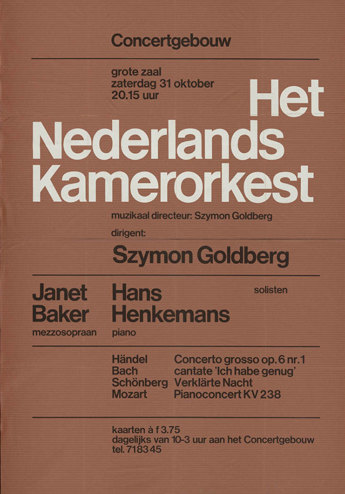 Concertgebouw
grote zaal
zaterdag 31 oktober
20.15 uur
Het
Nederlands
Kamerorkest
muzikaal directeur: Szymon Goldberg
dirigent:
Szymon Goldberg
Janet Baker
mezzosopraan
Hans Henkemans
piano
solisten
Händel Concerto grosso op.6 nr.1
Bach cantate 'Ich habe genug'
Schönberg Verklärte Nacht
Mozart Pianoconcert KV 238
kaarten à f 3.75
dagelijks van 10-3 uur aan het Concertgebouw
tel. 718345